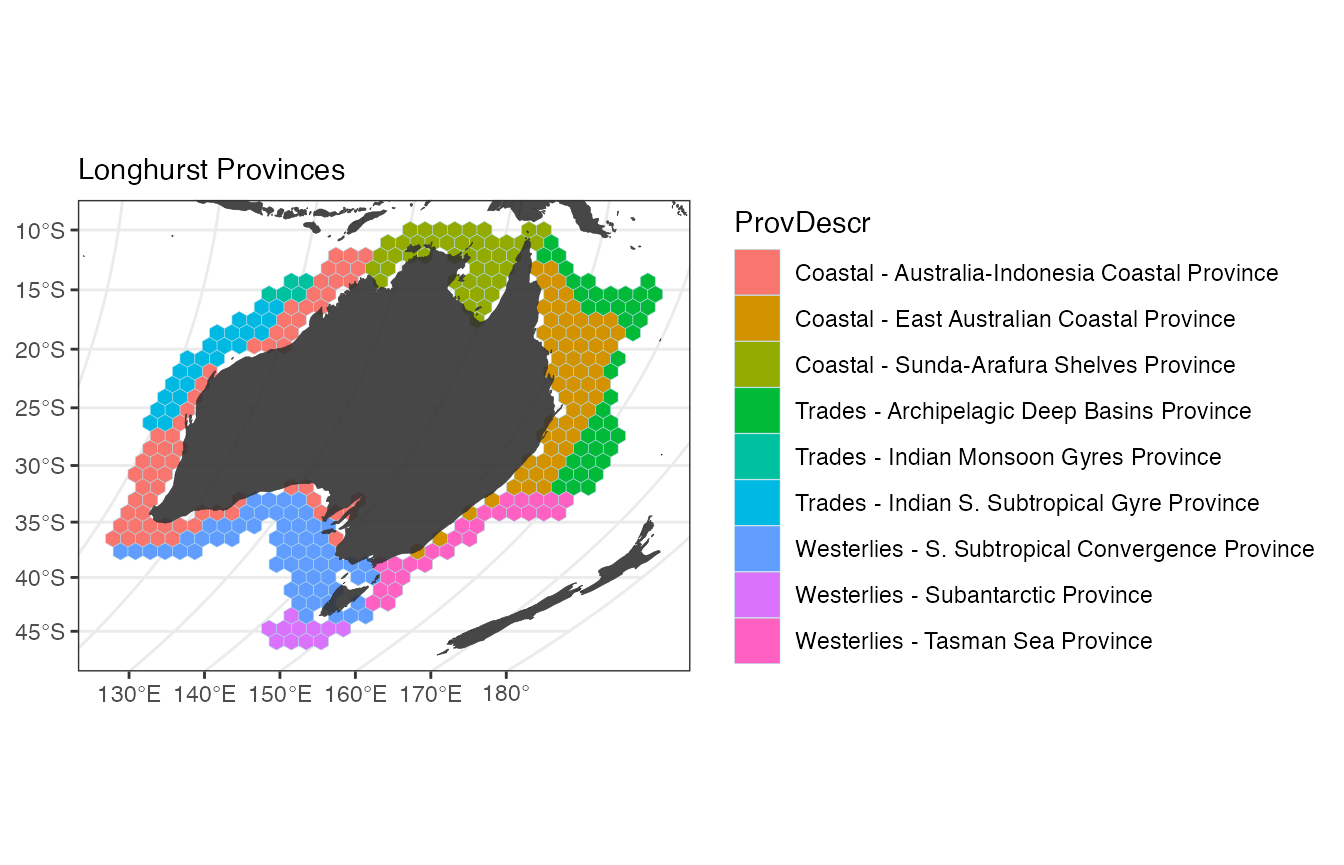 Longhurst Provinces
10°S
15°S
20°S
25°S
30°S
35°S
40°S
45°S
130°E 140°E 150°E 160°E 170°E 180°
ProvDescr
Coastal - Australia-Indonesia Coastal Province
Coastal - East Australian Coastal Province
Coastal - Sunda-Arafura Shelves Province
Trades - Archipelagic Deep Basins Province
Trades - Indian Monsoon Gyres Province
Trades - Indian S. Subtropical Gyre Province
Westerlies - S. Subtropical Convergence Province
Westerlies - Subantarctic Province
Westerlies - Tasman Sea Province